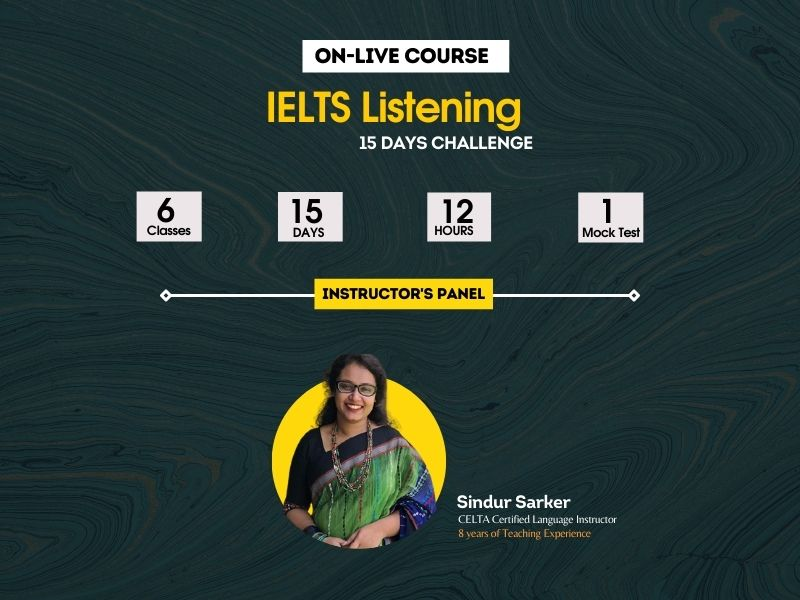 ON-LIVE COURSE
IELTS Listening
15 DAYS CHALLENGE
6
Classes
15
DAYS
12
HOURS
1
Mock Test
INSTRUCTOR'S PANEL
Sindur Sarker
CELTA Certified Language Instructor
8 years of Teaching Experience